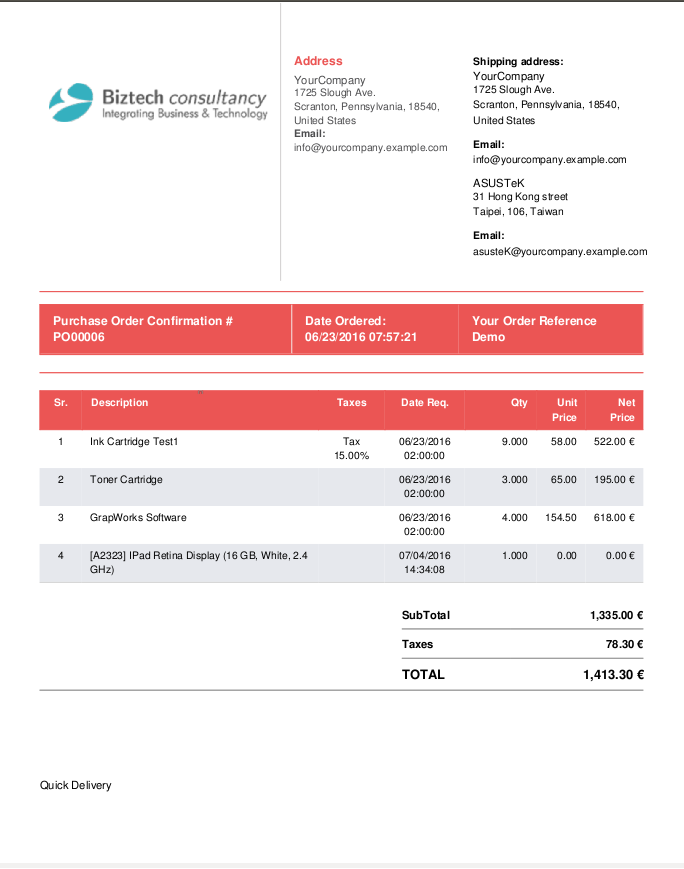 Biztech consultancy
Integrating Business & Technology
Address
YourCompany
1725 Slough Ave.
Scranton, Pennsylvania, 18540,
United States
Email:
info@yourcompany.example.com
Shipping address:
YourCompany
1725 Slough Ave.
Scranton, Pennsylvania, 18540,
United States
Email:
info@yourcompany.example.com
ASUSTeK
31 Hong Kong street
Taipei, 106, Taiwan
Email:
asusteK@yourcompany.example.com
Purchase Order Confirmation #
PO00006
Date Ordered:
06/23/2016 07:57:21
Your Order Reference
Demo
Sr. Description Taxes Date Req. Qty Unit Net
Price Price
1 Ink Cartridge Test1 Tax 06/23/2016 9.000 58.00 522.00 €
15.00% 02:00:00
2 Toner Cartridge 06/23/2016 3.000 65.00 195.00 €
02:00:00
3 GrapWorks Software 06/23/2016 4.000 154.50 618.00 €
02:00:00
4 [A2323] IPad Retina Display (16 GB, White, 2.4 07/04/2016 1.000 0.00 0.00 €
GHz) 14:34:08
SubTotal 1,335.00 €
Taxes 78.30 €
TOTAL 1,413.30 €
Quick Delivery